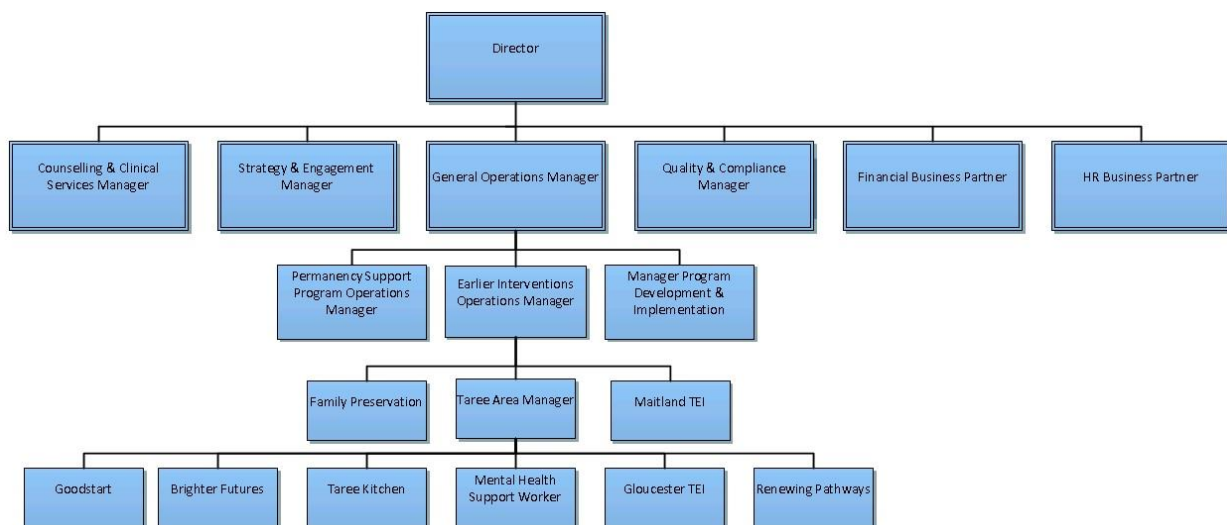 Director
Counselling & Clinical
Services Manager
Strategy & Engagement
Manager
General Operations Manager
Quality & Compliance
Manager
Financial Business Partner
HR Business Partner
Permanency Support
Program Operations
Manager
Earlier Interventions
Operations Manager
Manager Program
Development &
Implementation
Family Preservation
Taree Area Manager
Maitland TEI
Goodstart
Brighter Futures
Taree Kitchen
Mental Health
Support Worker
Gloucester TEI
Renewing Pathways